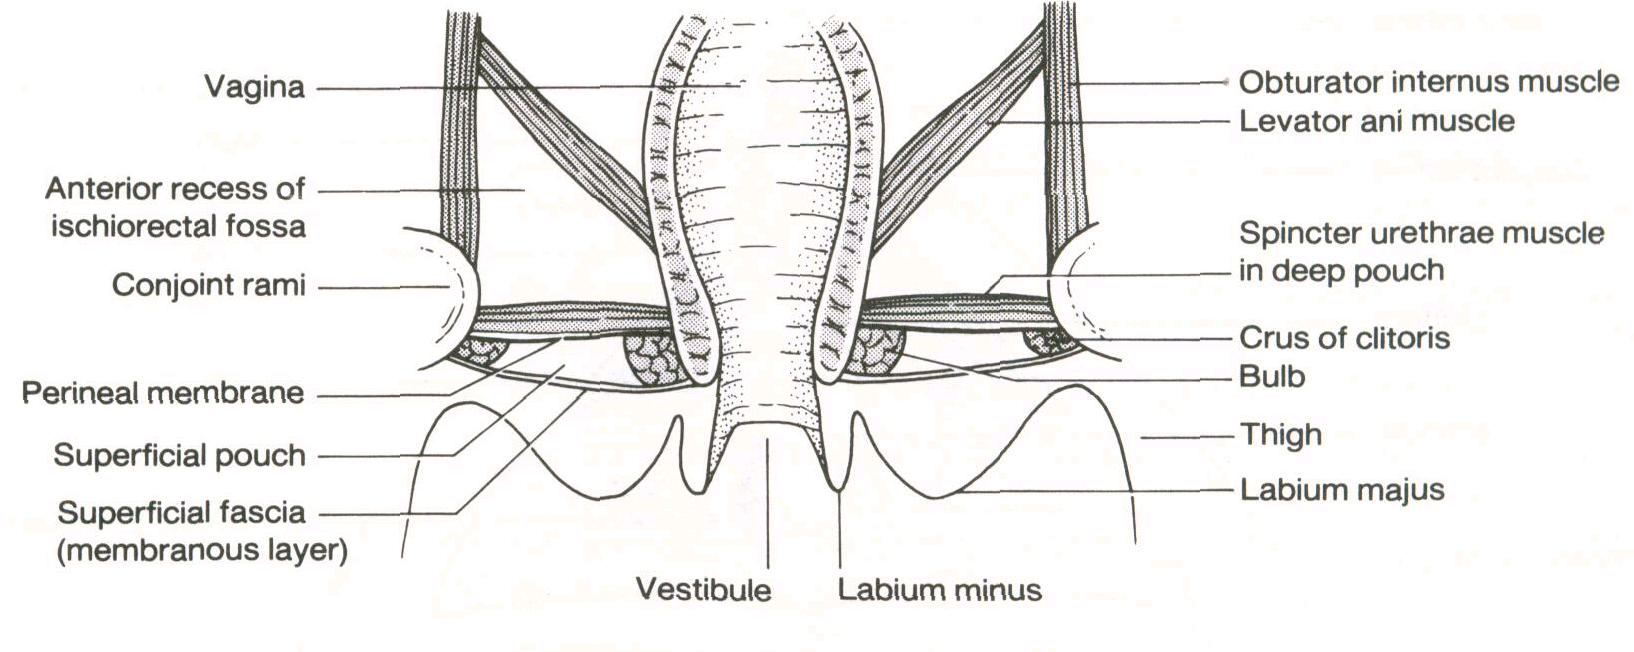 Vagina
Anterior recess of
ischiorectal fossa
Conjoint rami
Perineal membrane
Superficial pouch
Superficial fascia
(membranous layer)
Vestibule
Labium minus
Obturator internus muscle
Levator ani muscle
Spincter urethrae muscle
in deep pouch
Crus of clitoris
Bulb
Thigh
Labium majus